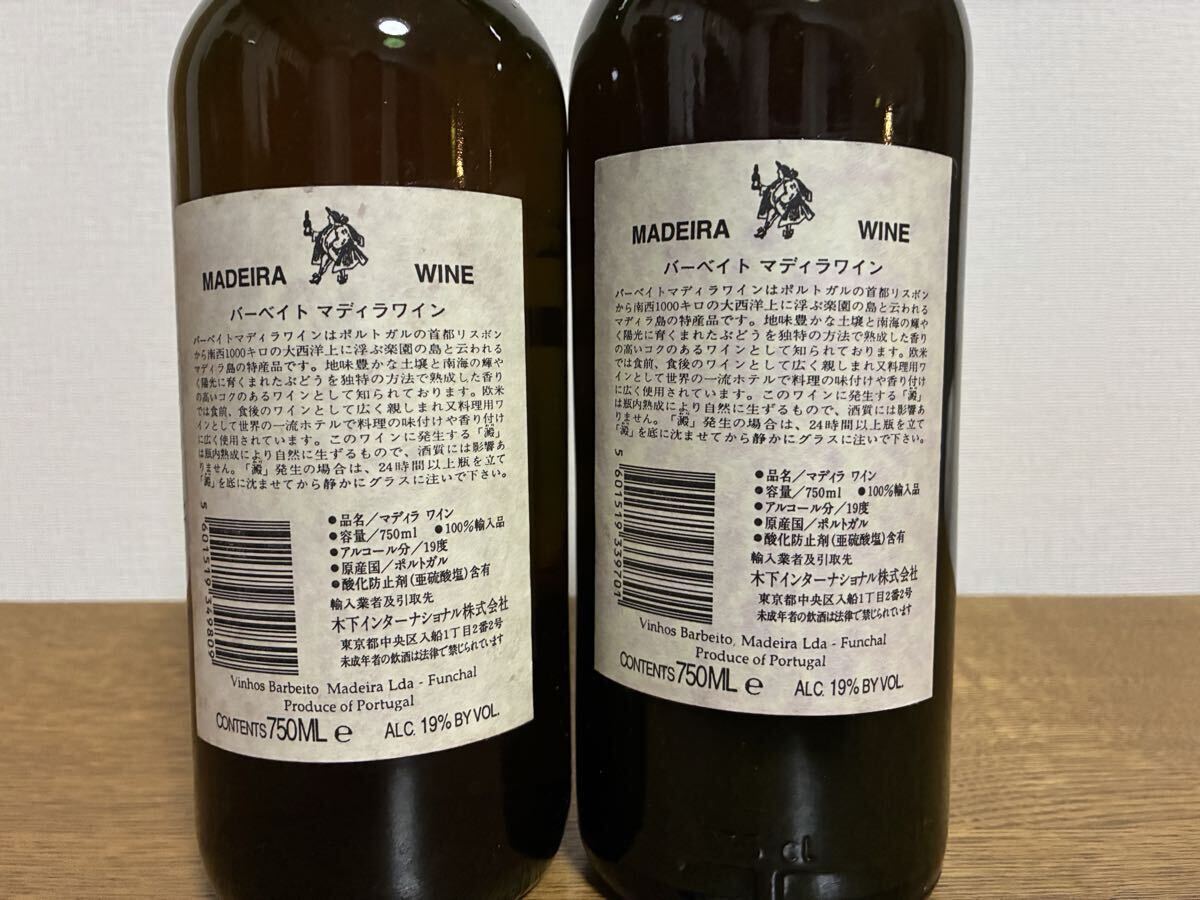 MADEIRA WINE
バーベイト マディラワイン
バーベイトマディラワインはポルトガルの首都リスボン
から南西1000キロの大西洋上に浮ぶ楽園の島と云われる
マディラ島の特産品です。地味豊かな土壌と南海の輝や
く陽光に育くまれたぶどうを独特の方法で熟成した香り
の高いコクのあるワインとして知られております。欧米
では食前、食後のワインとして広く親しまれ又料理用ワ
インとして世界の一流ホテルで料理の味付けや香り付け
に広く使用されています。このワインに発生する「澱」
は瓶内熟成により自然に生ずるもので、酒質には影響あ
りません。「澱」発生の場合は、24時間以上瓶を立て
「澱」を底に沈ませてから静かにグラスに注いで下さい。
5 601519 349809
●品名/マディラ ワイン
●容量/750ml ●100%輸入品
●アルコール分/19度
●原産国/ポルトガル
●酸化防止剤(亜硫酸塩)含有
輸入業者及引取先
木下インターナショナル株式会社
東京都中央区入船1丁目2番2号
未成年者の飲酒は法律で禁じられています
Vinhos Barbeito, Madeira Lda - Funchal
Produce of Portugal
CONTENTS 750ML e ALC. 19% BY VOL.
MADEIRA WINE
バーベイト マディラワイン
バーベイトマディラワインはポルトガルの首都リスボン
から南西1000キロの大西洋上に浮ぶ楽園の島と云われる
マディラ島の特産品です。地味豊かな土壌と南海の輝や
く陽光に育くまれたぶどうを独特の方法で熟成した香り
の高いコクのあるワインとして知られております。欧米
では食前、食後のワインとして広く親しまれ又料理用ワ
インとして世界の一流ホテルで料理の味付けや香り付け
に広く使用されています。このワインに発生する「澱」
は瓶内熟成により自然に生ずるもので、酒質には影響あ
りません。「澱」発生の場合は、24時間以上瓶を立て
「澱」を底に沈ませてから静かにグラスに注いで下さい。
5 601519 339701
●品名/マディラ ワイン
●容量/750ml ●100%輸入品
●アルコール分/19度
●原産国/ポルトガル
●酸化防止剤(亜硫酸塩)含有
輸入業者及引取先
木下インターナショナル株式会社
東京都中央区入船1丁目2番2号
未成年者の飲酒は法律で禁じられています
Vinhos Barbeito, Madeira Lda - Funchal
Produce of Portugal
CONTENTS 750ML e ALC. 19% BY VOL.